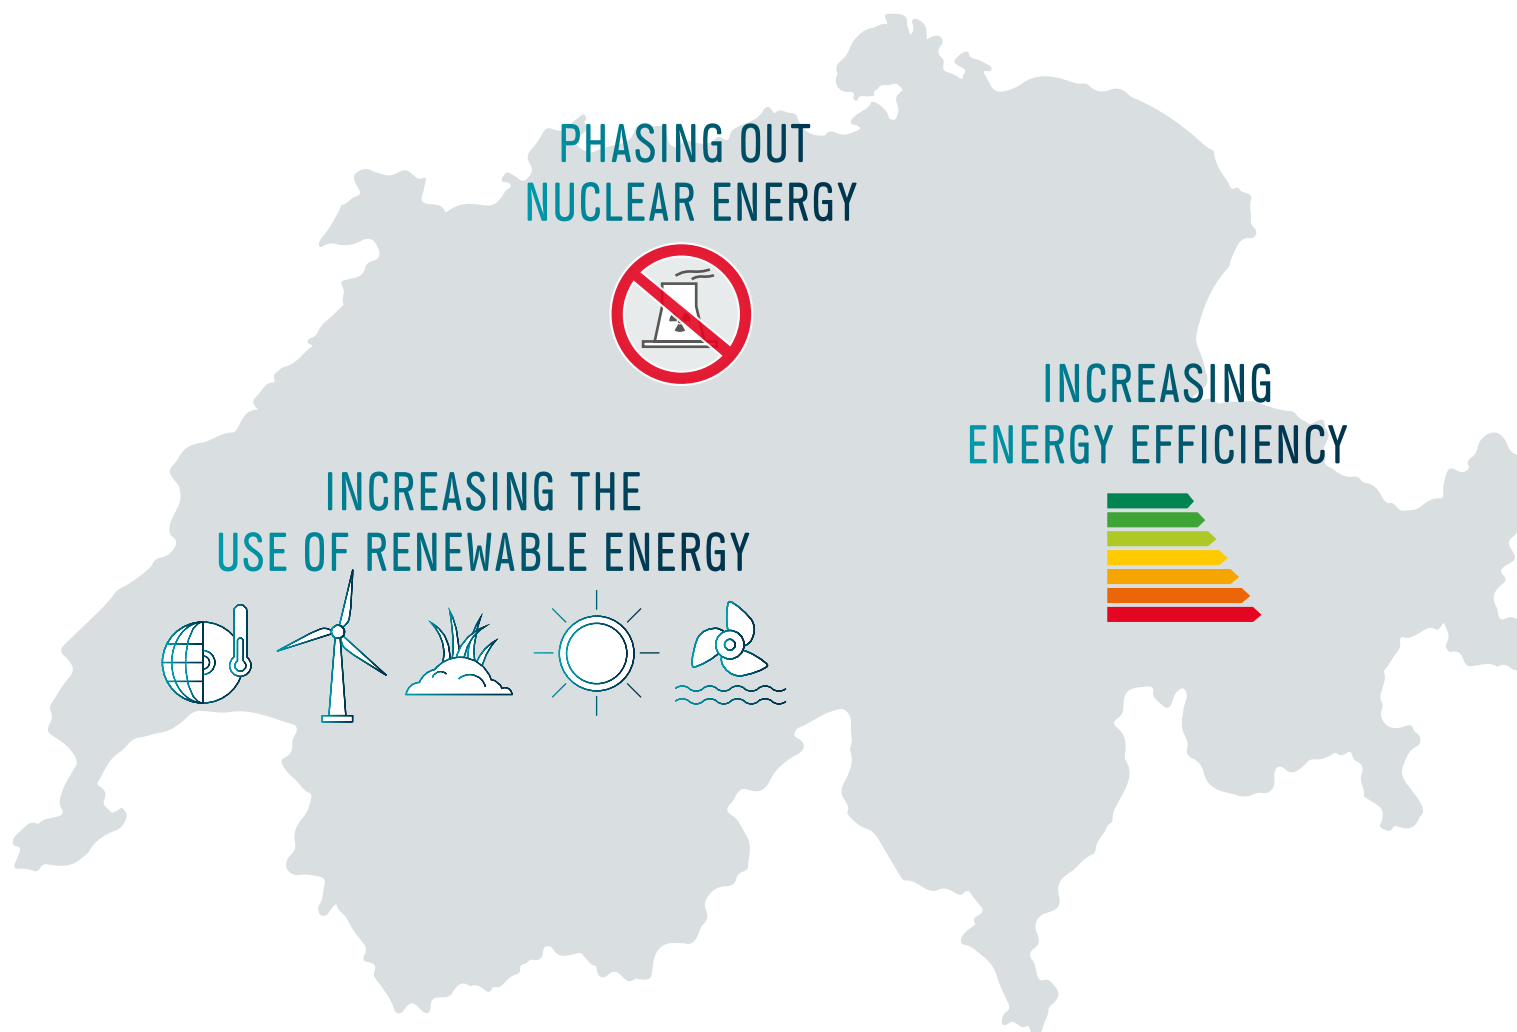 PHASING OUT
NUCLEAR ENERGY
INCREASING
ENERGY EFFICIENCY
INCREASING THE
USE OF RENEWABLE ENERGY